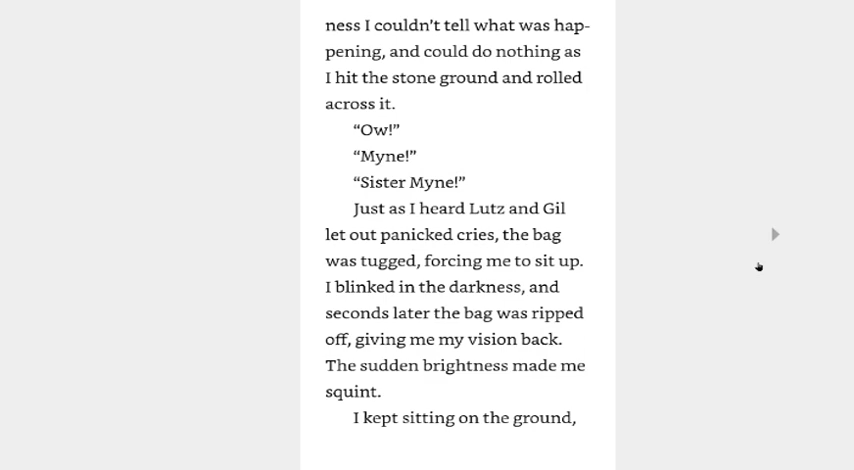 ness I couldn't tell what was hap-
pening, and could do nothing as
I hit the stone ground and rolled
across it.
“Ow!”
“Myne!”
“Sister Myne!”
Just as I heard Lutz and Gil
let out panicked cries, the bag
was tugged, forcing me to sit up.
I blinked in the darkness, and
seconds later the bag was ripped
off, giving me my vision back.
The sudden brightness made me
squint.
I kept sitting on the ground,